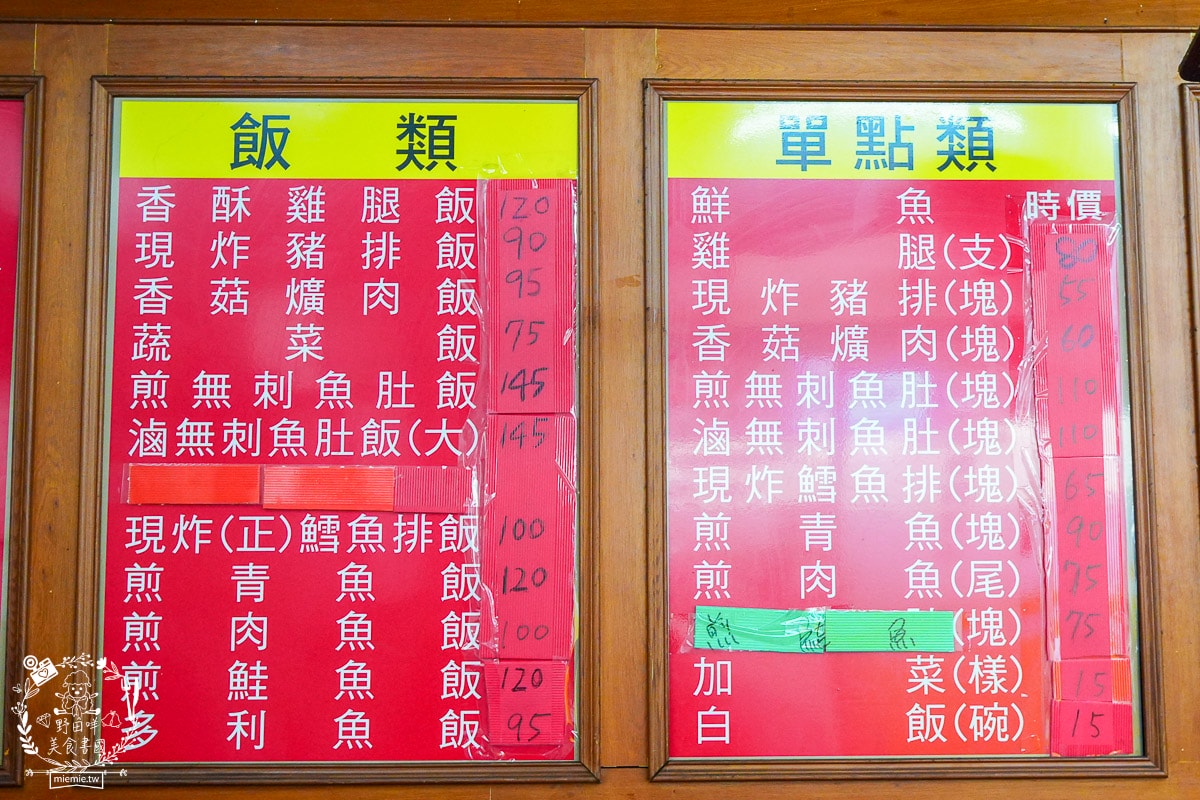 飯類
香酥雞腿飯 120
現炸豬排飯 90
香菇爌肉飯 95
蔬菜飯 75
煎無刺魚肚飯 145
滷無刺魚肚飯(大) 145
現炸(正)鱈魚排飯 100
煎青魚飯 120
煎肉魚飯 100
煎鮭魚飯 120
多利魚飯 95
單點類
鮮魚 時價
雞腿(支) 80
現炸豬排(塊) 55
香菇爌肉(塊) 60
煎無刺魚肚(塊) 110
滷無刺魚肚(塊) 110
現炸鱈魚排(塊) 65
煎青魚(塊) 90
煎肉魚(尾) 75
煎鮭魚(塊) 75
加菜(樣) 15
白飯(碗) 15
野田咩
美食書國
miemie.tw